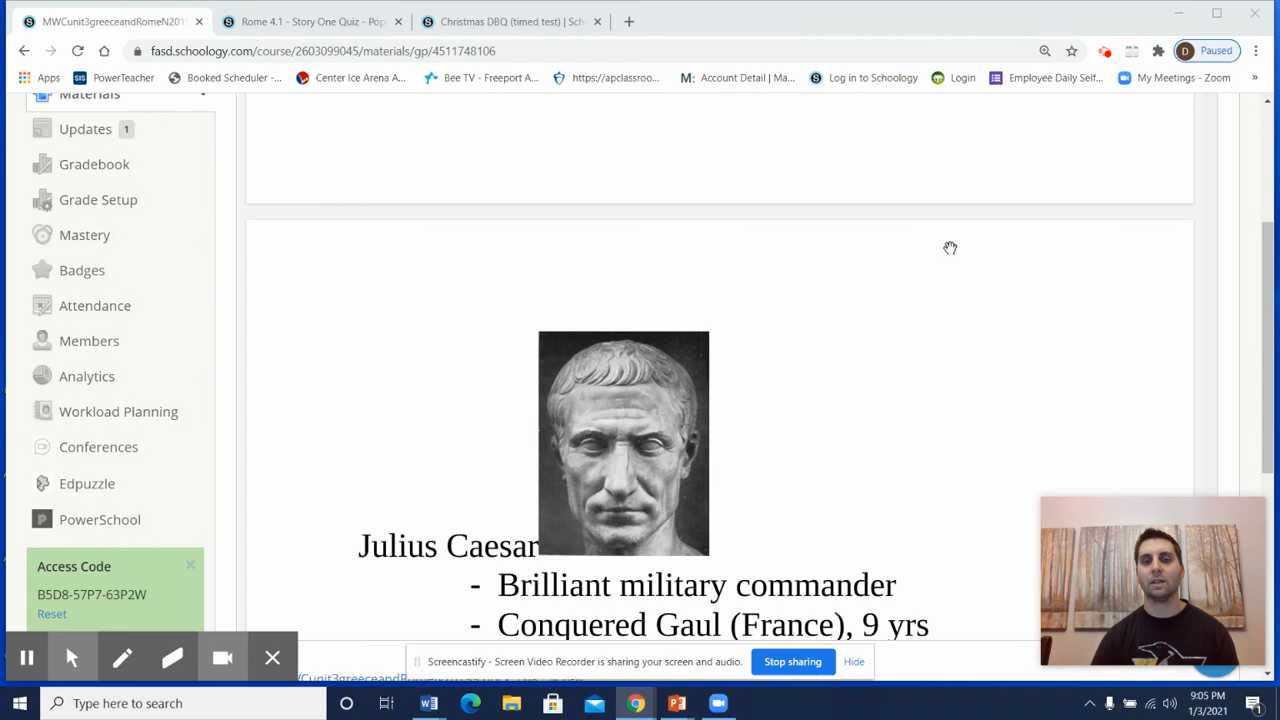 MWCunit3greeceandRomeN201
Rome 4.1 - Story One Quiz - Pop
Christmas DBQ (timed test) | Sch
fasd.schoology.com/course/2603099045/materials/gp/4511748106
D Paused
Apps
SIS PowerTeacher
Booked Scheduler -...
Center Ice Arena A...
Bee TV - Freeport A...
https://apclassroo...
M: Account Detail | Ma...
Log in to Schoology
Login
Employee Daily Self...
My Meetings - Zoom
Materials
Updates 1
Gradebook
Grade Setup
Mastery
Badges
Attendance
Members
Analytics
Workload Planning
Conferences
Edpuzzle
P PowerSchool
Access Code
B5D8-57P7-63P2W
Reset
Julius Caesar
- Brilliant military commander
- Conquered Gaul (France), 9 yrs
Screencastify - Screen Video Recorder is sharing your screen and audio.
Stop sharing
Hide
Type here to search
9:05 PM
1/3/2021